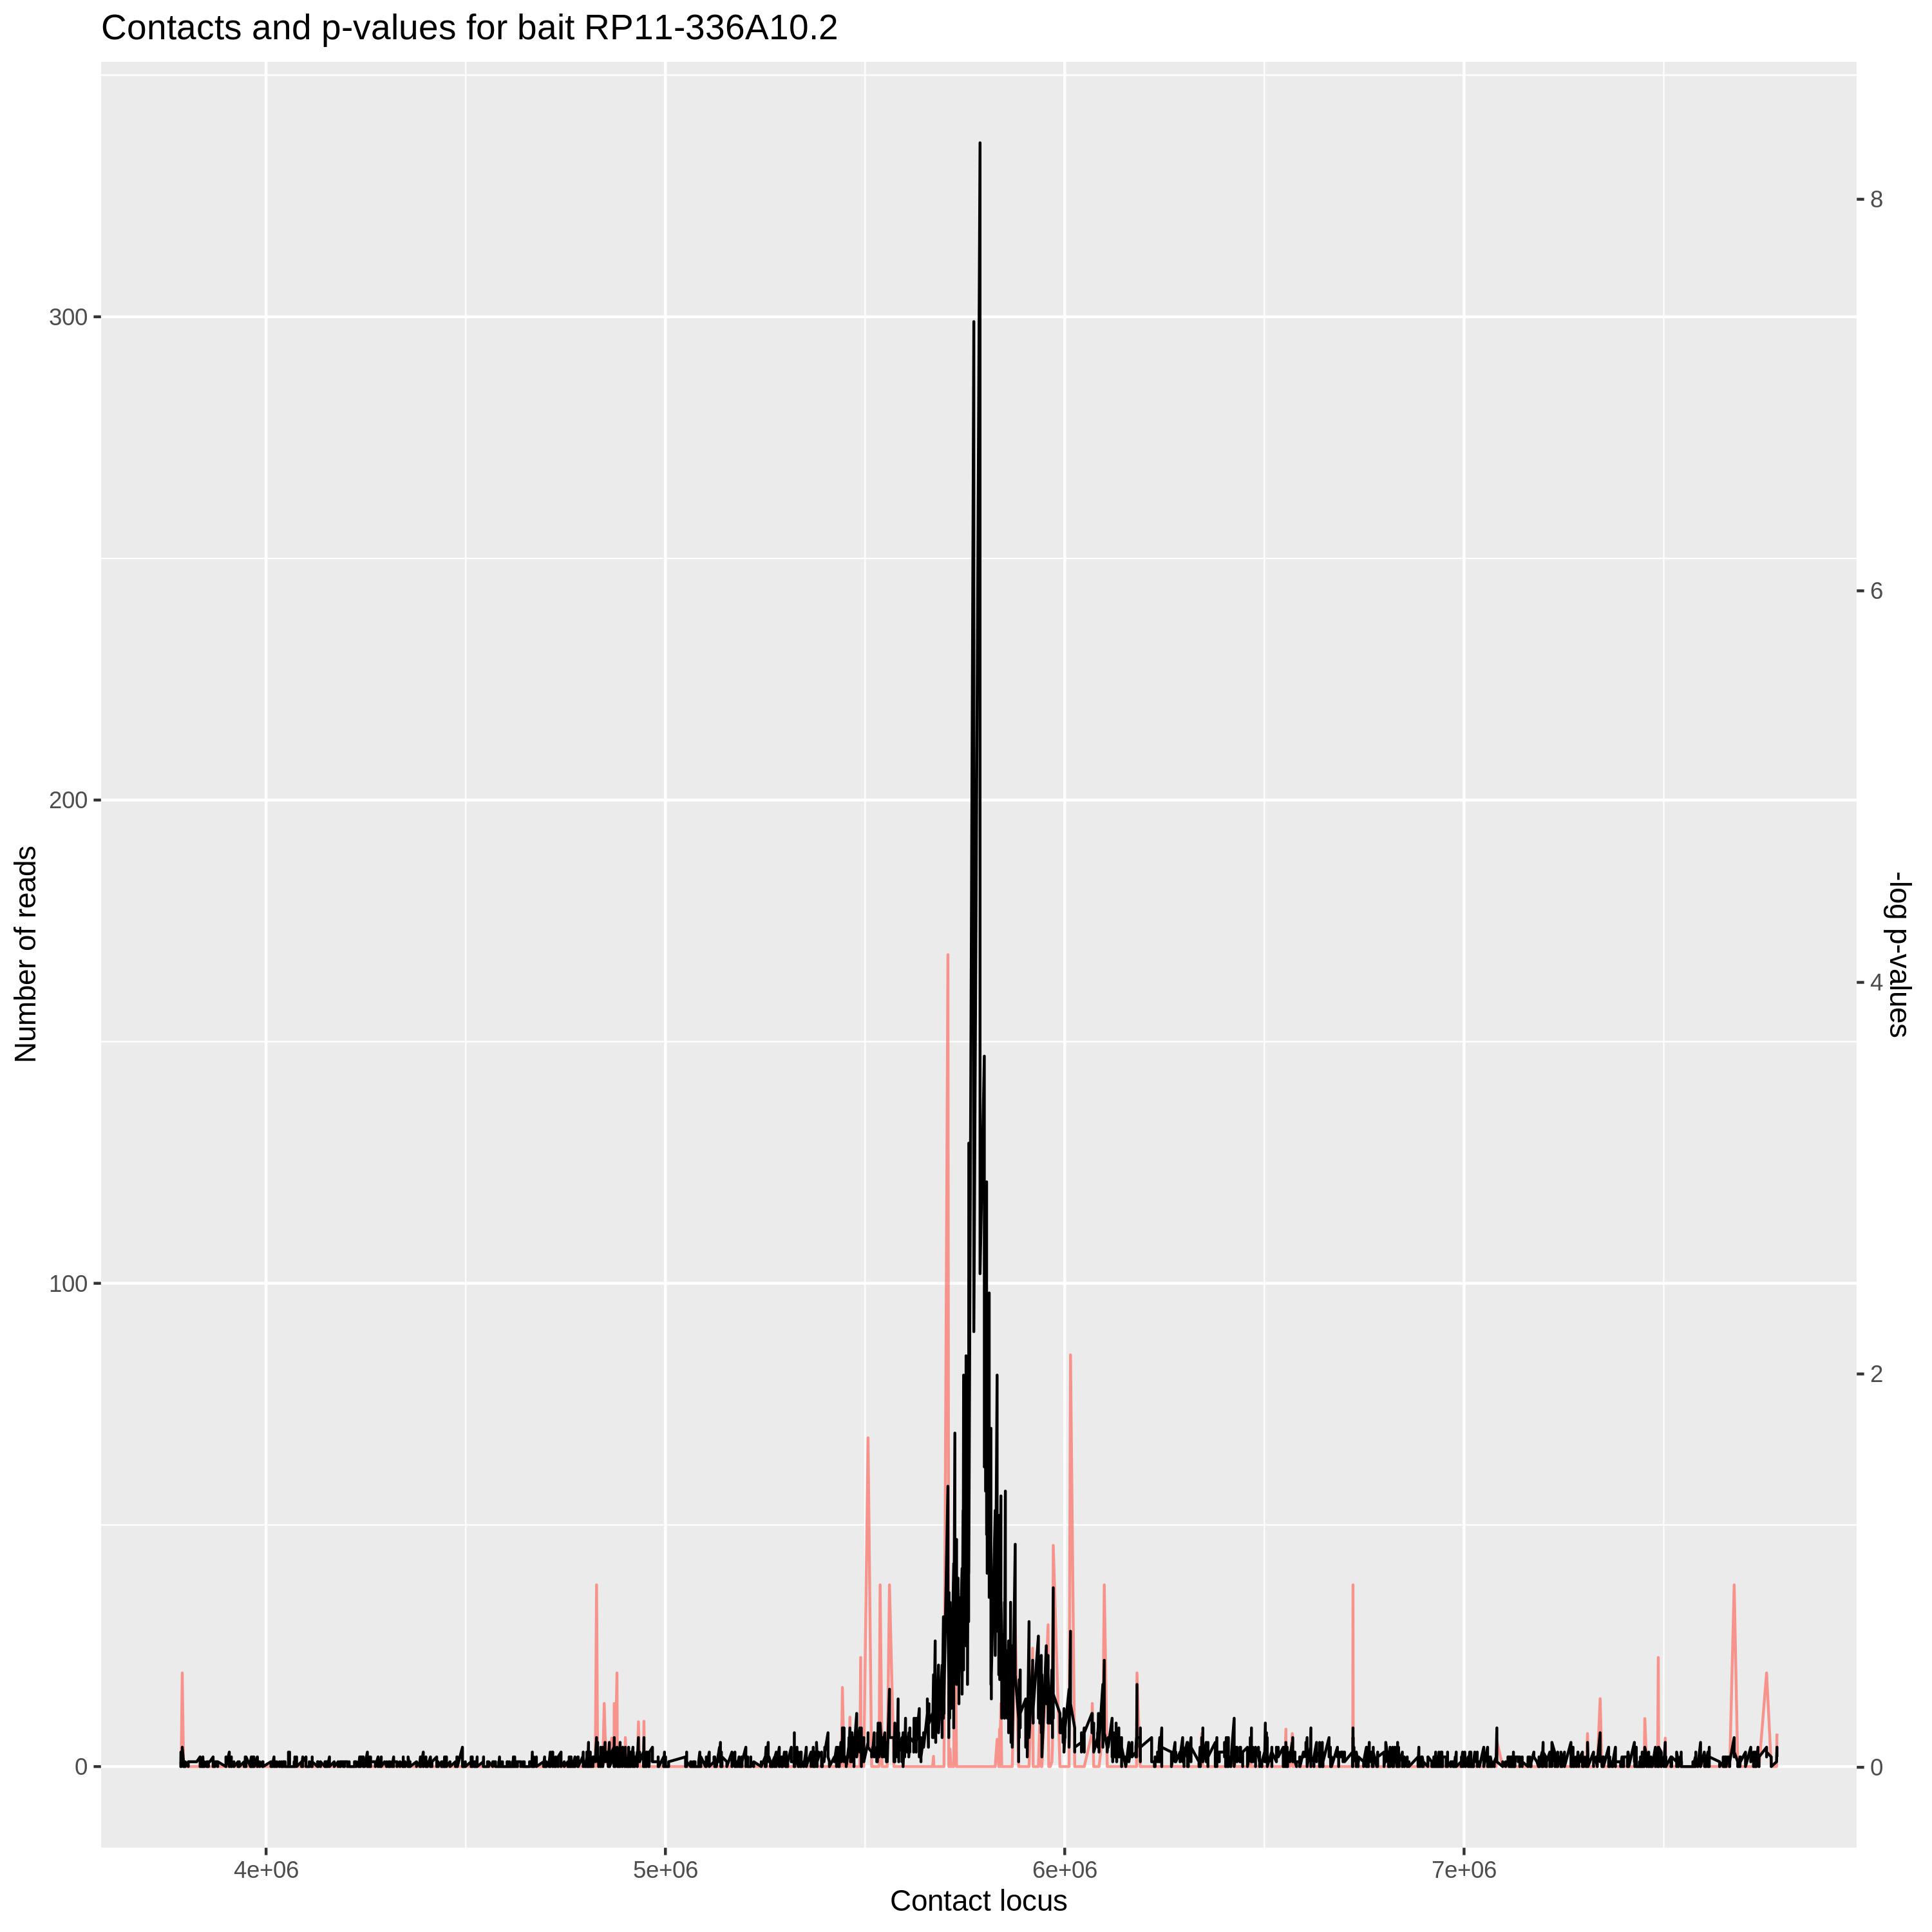 Contacts and p-values for bait RP11-336A10.2
Number of reads
300
200
100
0
8
6
4
2
0
-log p-values
4e+06
5e+06
6e+06
7e+06
Contact locus